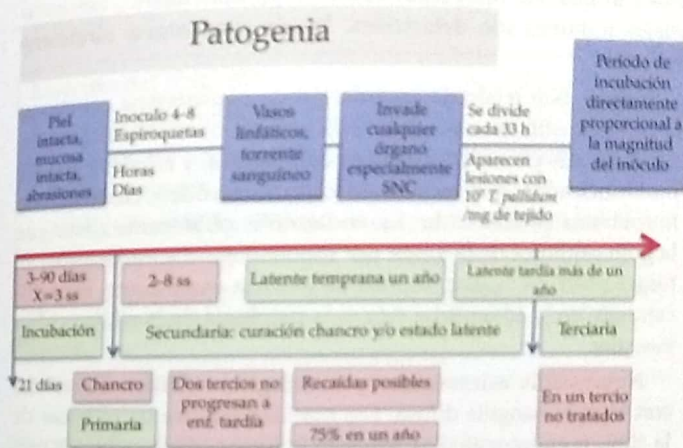 Patogenia
Piel
intacta,
mucosa
intacta,
abrasiones
Inoculo 4-8
Espiroquetas
Horas
Días
Vasos
linfáticos,
torrente
sanguíneo
Invade
cualquier
órgano
especialmente
SNC
Se divide
cada 33 h
Aparecen
lesiones con
10⁷ T. pallidum
/mg de tejido
Período de
incubación
directamente
proporcional a
la magnitud
del inóculo
3-90 días
X=3 ss
2-8 ss
Latente temprana un año
Latente tardía más de un
año
Incubación
Secundaria: curación chancro y/o estado latente
Terciaria
21 días
Chancro
Primaria
Dos tercios no
progresan a
enf. tardía
Recaídas posibles
75% en un año
En un tercio
no tratados